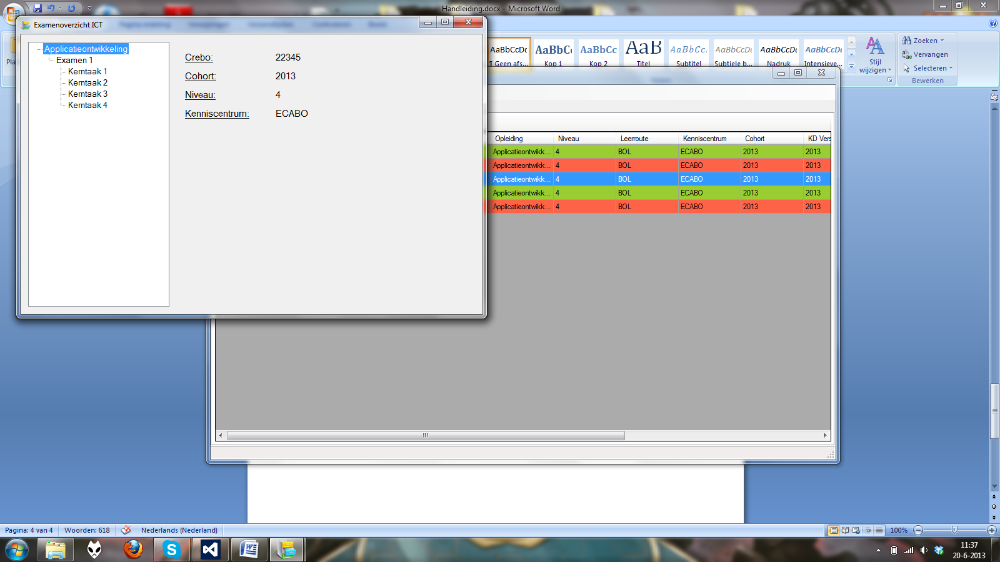 Handleiding.docx - Microsoft Word
Examenoverzicht ICT
Applicatieontwikkeling
Examen 1
Kerntaak 1
Kerntaak 2
Kerntaak 3
Kerntaak 4
Crebo: 22345
Cohort: 2013
Niveau: 4
Kenniscentrum: ECABO
AaBbCcDc AaBbC AaBbCc AaB AaBbCc. AaBbCcDc AaBbCcDc AaBbCcDc
¶ Geen afs... Kop 1 Kop 2 Titel Subtitel Subtiele b... Nadruk Intensieve...
Stijl
wijzigen
Zoeken
Vervangen
Selecteren
Bewerken
Opleiding Niveau Leerroute Kenniscentrum Cohort KD Vers
Applicatieontwikk... 4 BOL ECABO 2013 2013
Applicatieontwikk... 4 BOL ECABO 2013 2013
Applicatieontwikk... 4 BOL ECABO 2013 2013
Applicatieontwikk... 4 BOL ECABO 2013 2013
Applicatieontwikk... 4 BOL ECABO 2013 2013
Pagina: 4 van 4 Woorden: 618 Nederlands (Nederland) 100%
11:37
20-6-2013